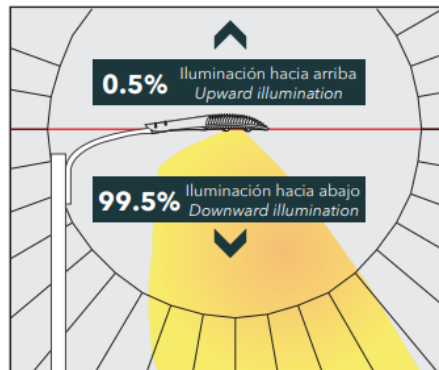 0.5%
Iluminación hacia arriba
Upward illumination
99.5%
Iluminación hacia abajo
Downward illumination